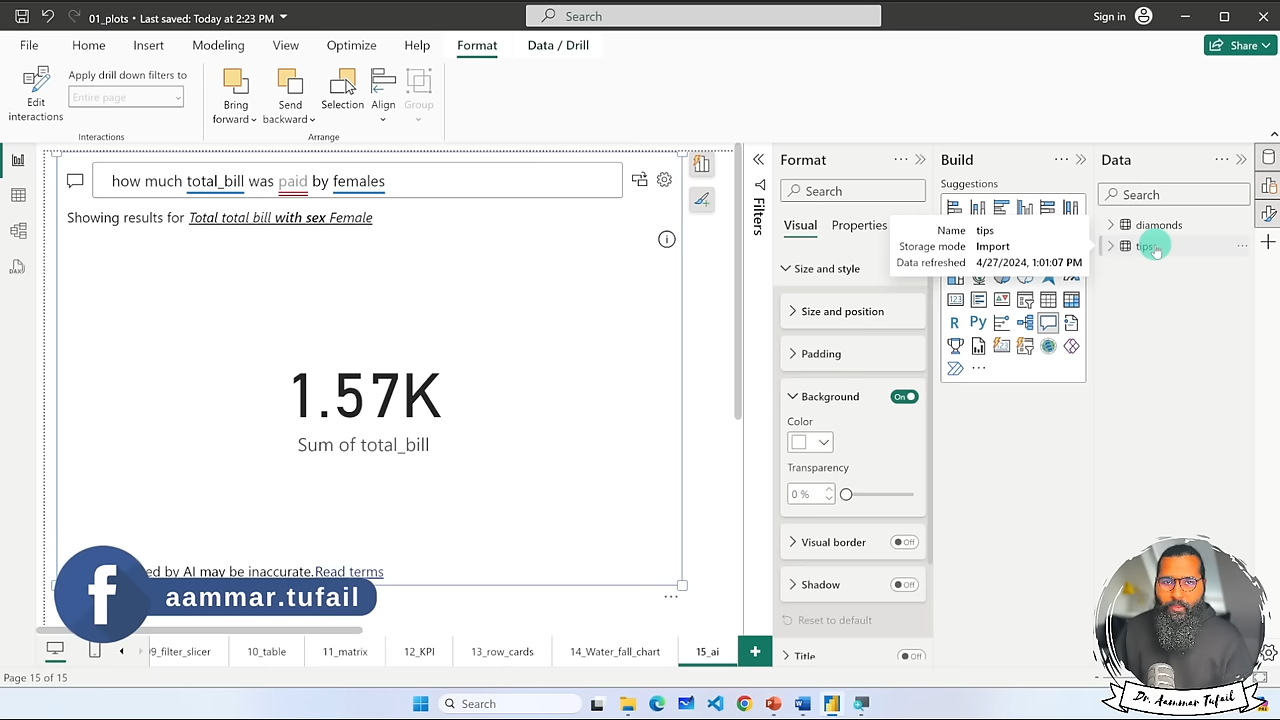 01_plots • Last saved: Today at 2:23 PM
Search
Sign in
File Home Insert Modeling View Optimize Help Format Data / Drill
Share
Edit interactions
Apply drill down filters to
Entire page
Interactions
Bring forward
Send backward
Selection
Align
Group
Arrange
how much total_bill was paid by females
Showing results for Total total bill with sex Female
1.57K
Sum of total_bill
ed by AI may be inaccurate. Read terms
f aammar.tufail
Filters
Format
Search
Visual Properties
Size and style
Size and position
Padding
Background On
Color
Transparency
0 %
Visual border Off
Shadow Off
Reset to default
Title Off
Build
Suggestions
Name tips
Storage mode Import
Data refreshed 4/27/2024, 1:01:07 PM
123
R Py
Data
Search
diamonds
tips
9_filter_slicer 10_table 11_matrix 12_KPI 13_row_cards 14_Water_fall_chart 15_ai
Page 15 of 15
Search
Dr. Aammar Tufail